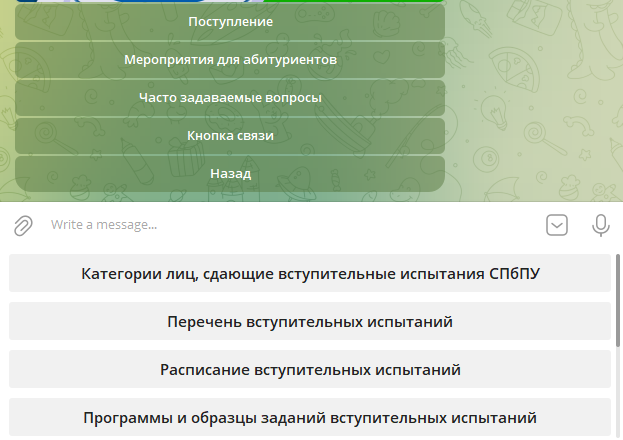 Поступление
Мероприятия для абитуриентов
Часто задаваемые вопросы
Кнопка связи
Назад
Write a message...
Категории лиц, сдающие вступительные испытания СПбПУ
Перечень вступительных испытаний
Расписание вступительных испытаний
Программы и образцы заданий вступительных испытаний